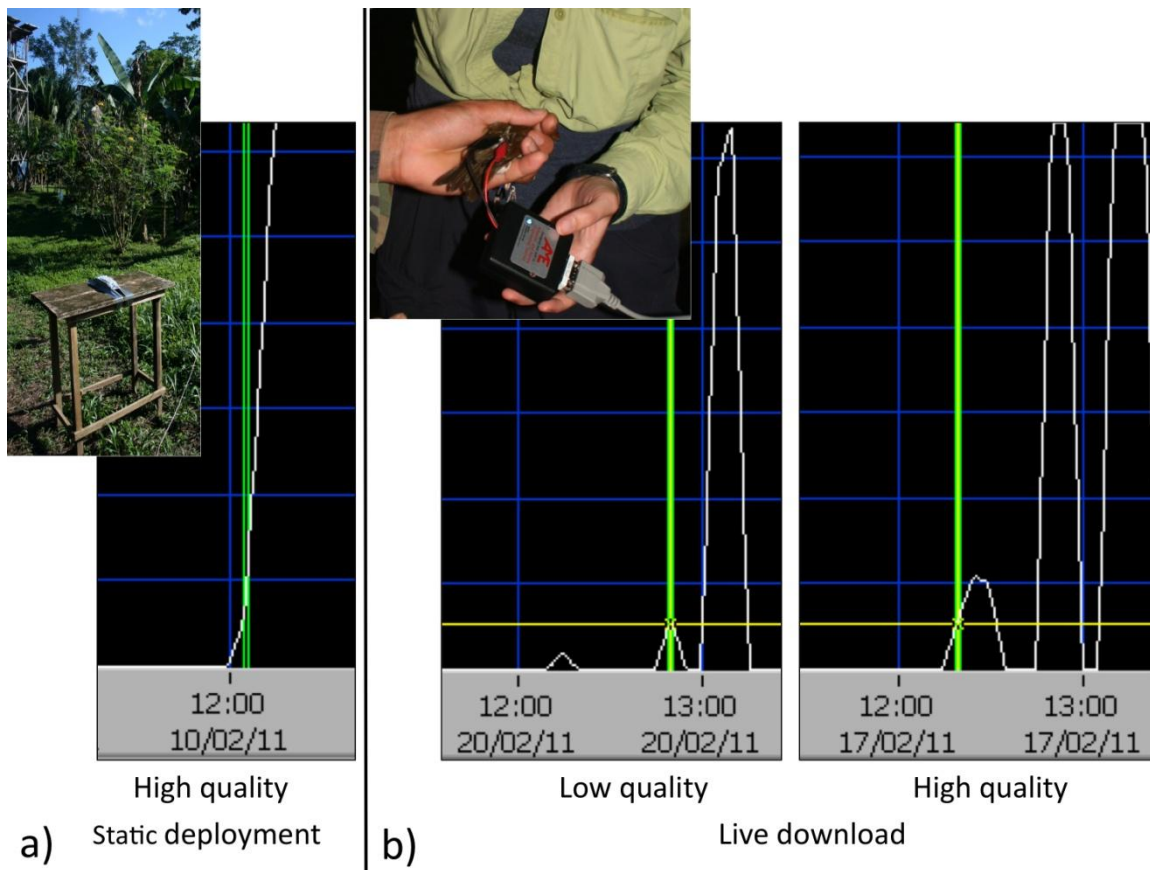 12:00
10/02/11
High quality
Static deployment
a)
12:00 13:00
20/02/11 20/02/11
Low quality
12:00 13:00
17/02/11 17/02/11
High quality
Live download
b)